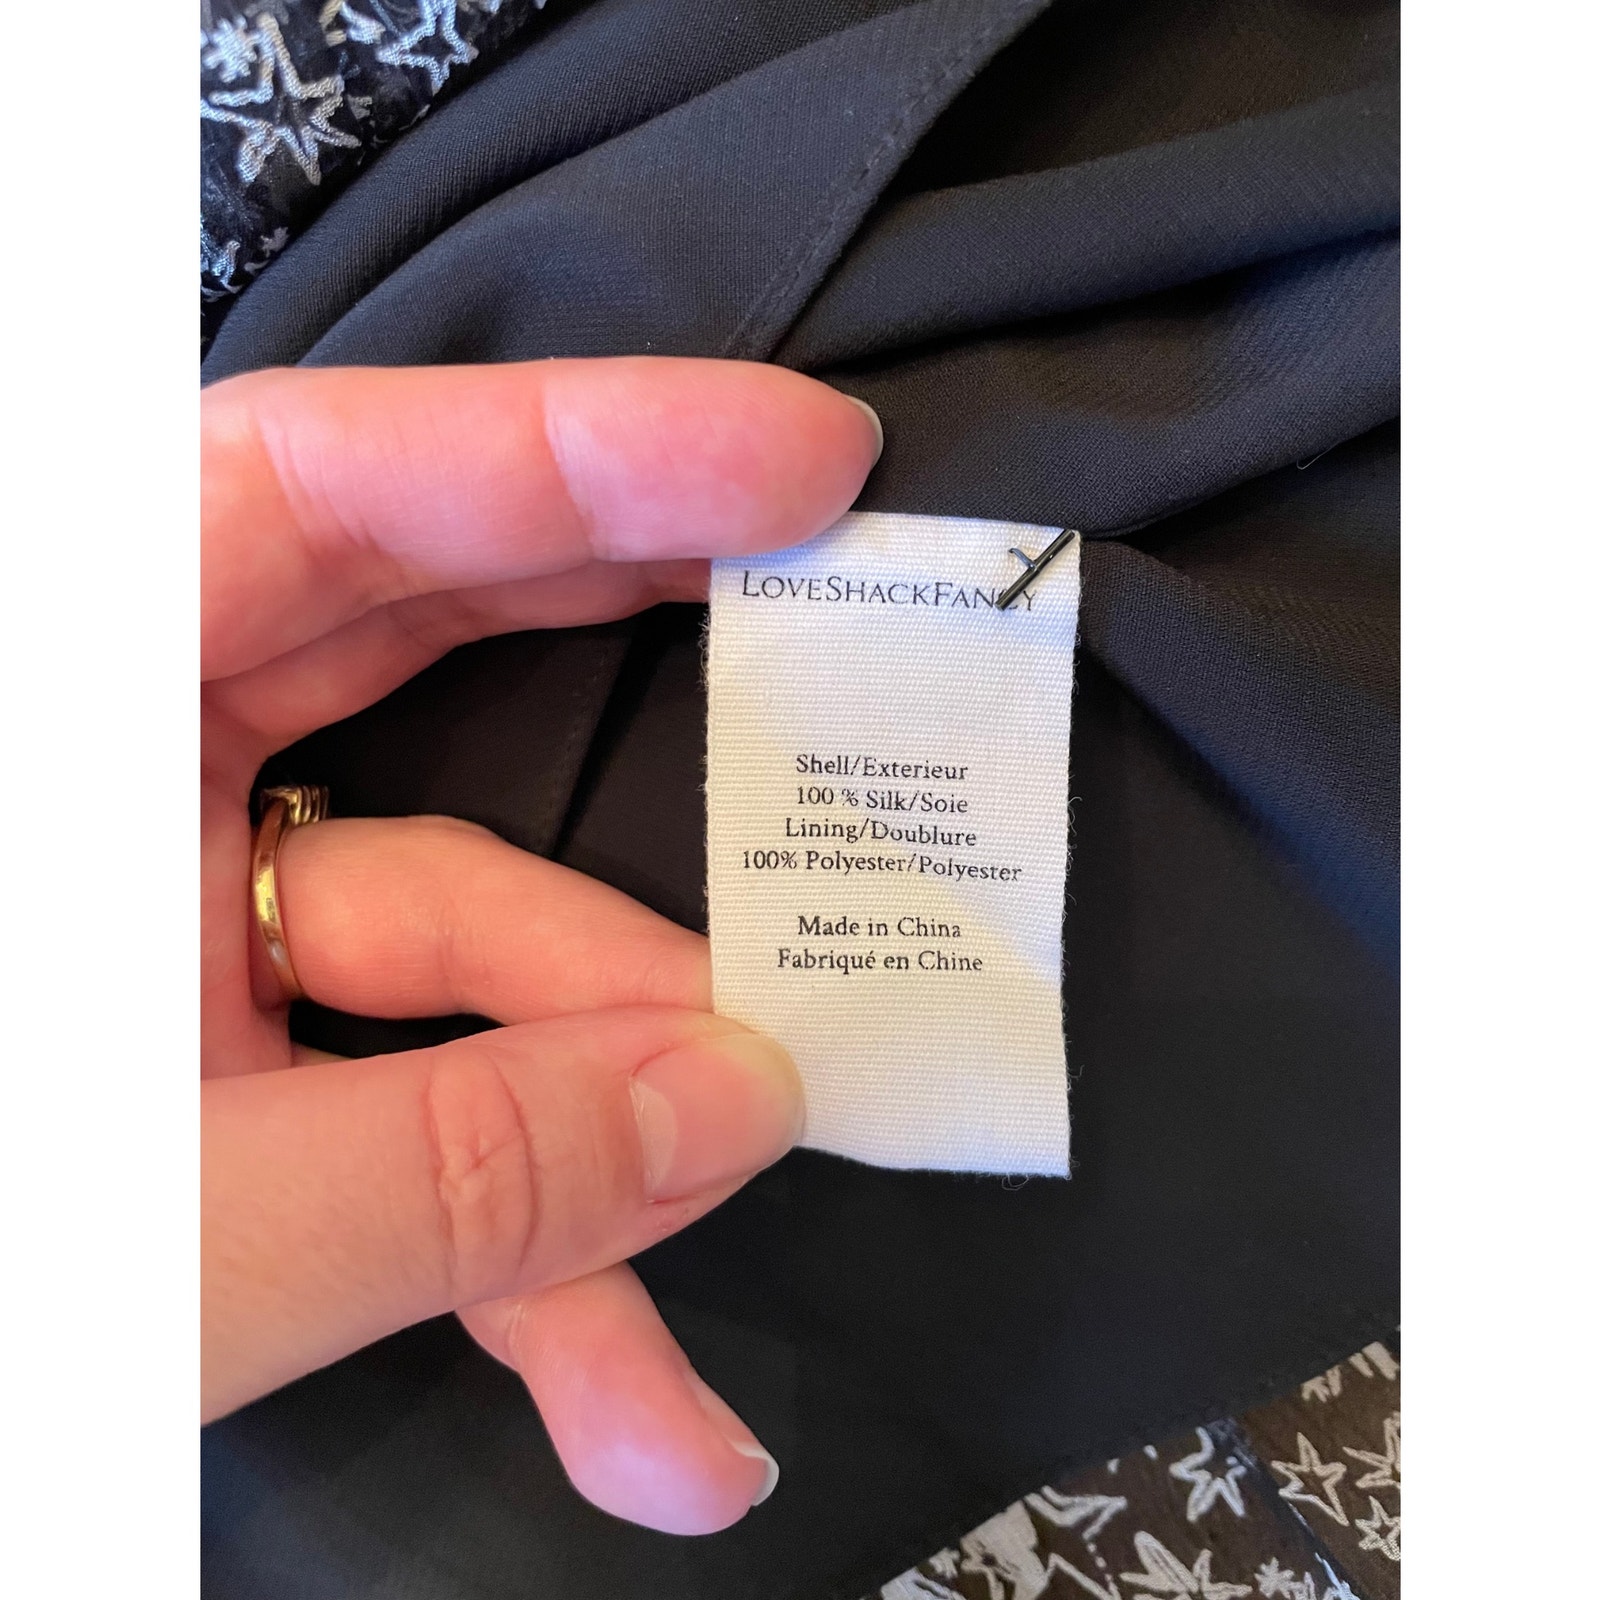 LOVESHACKFANCY
Shell/Exterieur
100 % Silk/Soie
Lining/Doublure
100% Polyester/Polyester
Made in China
Fabriqué en Chine